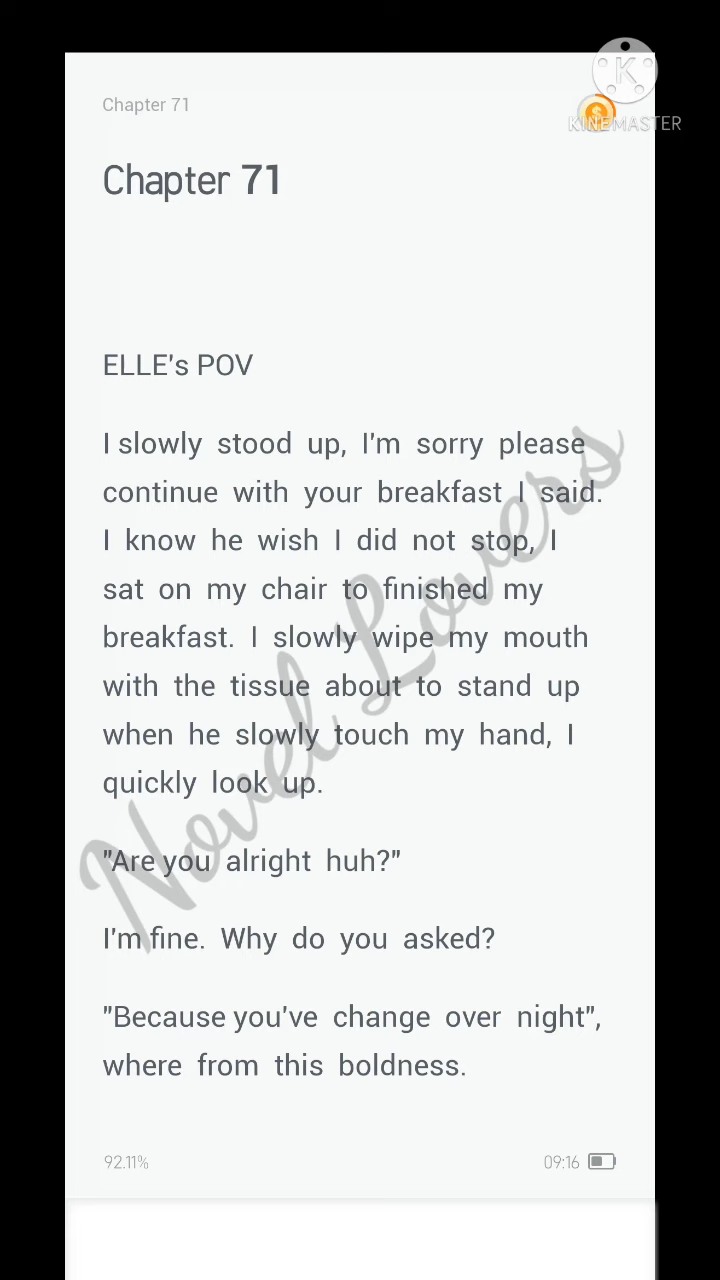 Chapter 71
KINEMASTER
Chapter 71
ELLE's POV
I slowly stood up, I'm sorry please
continue with your breakfast I said.
I know he wish I did not stop, I
sat on my chair to finished my
breakfast. I slowly wipe my mouth
with the tissue about to stand up
when he slowly touch my hand, I
quickly look up.
"Are you alright huh?"
I'm fine. Why do you asked?
"Because you've change over night",
where from this boldness.
Novel Lovers
92.11%
09:16